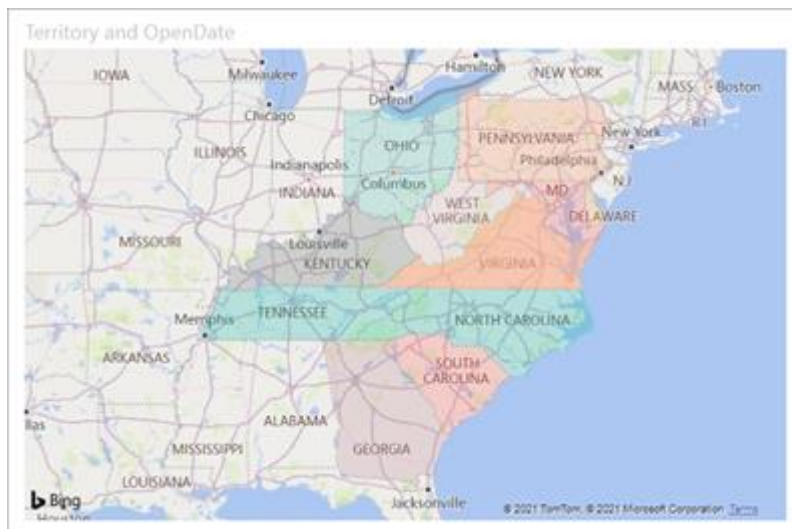 Territory and OpenDate
Hamilton
IOWA
Milwaukee
NEW YORK
Detroit
MASS
Boston
Chicago
R I
OHIO
PENNSYLVANIA
New York
ILLINOIS
Indianapolis
Philadelphia
Columbus
INDIANA
MD
N J
WEST
VIRGINIA
DELAWARE
MISSOURI
Louisville
KENTUCKY
VIRGINIA
TENNESSEE
Memphis
NORTH CAROLINA
ARKANSAS
SOUTH
CAROLINA
llas
ALABAMA
MISSISSIPPI
GEORGIA
LOUISIANA
Bing
Jacksonville
© 2021 TomTom, © 2021 Microsoft Corporation Terms
Houston